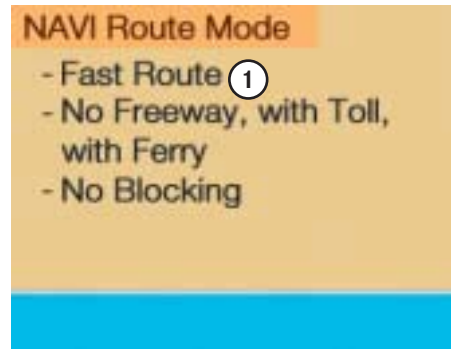 NAVI Route Mode
- Fast Route 1
- No Freeway, with Toll,
with Ferry
- No Blocking